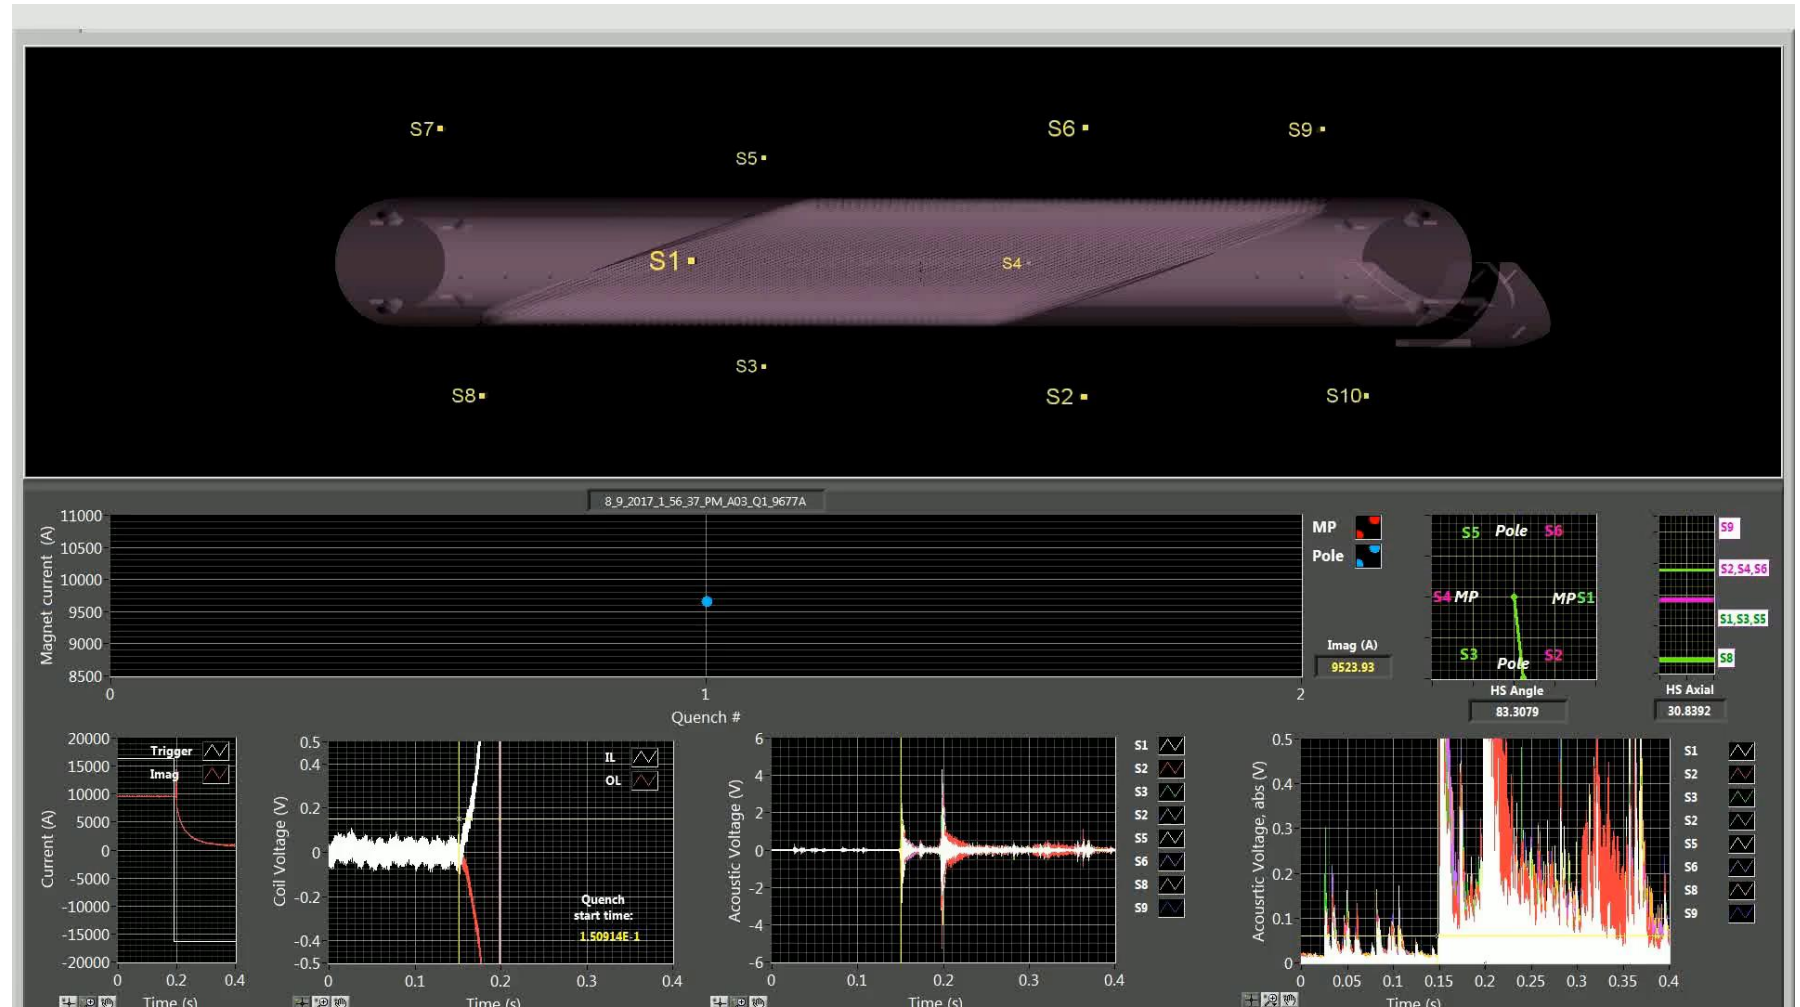 S7
S6
S9
S5
S1
S4
S3
S8
S2
S10
8_9_2017_1_56_37_PM_A03_Q1_9677A
Magnet current (A)
11000
10500
10000
9500
9000
8500
0
1
2
Quench #
MP
Pole
Imag (A)
9523.93
S5 Pole S6
S4 MP MP S1
S3 Pole S2
HS Angle
83.3079
S9
S2,S4,S6
S1,S3,S5
S8
HS Axial
30.8392
Current (A)
20000
15000
10000
5000
0
-5000
-10000
-15000
-20000
Trigger
Imag
0 0.2 0.4
Time (s)
Coil Voltage (V)
0.5
0.4
0.2
0
-0.2
-0.4
-0.5
IL
OL
Quench
start time:
1.50914E-1
0 0.1 0.2 0.3 0.4
Time (s)
Acoustic Voltage (V)
6
4
2
0
-2
-4
-6
0 0.1 0.2 0.3 0.4
S1
S2
S3
S2
S5
S6
S8
S9
Time (s)
Acousrtic Voltage, abs (V)
0.5
0.4
0.3
0.2
0.1
0
0 0.05 0.1 0.15 0.2 0.25 0.3 0.35 0.4
S1
S2
S3
S2
S5
S6
S8
S9
Time (s)